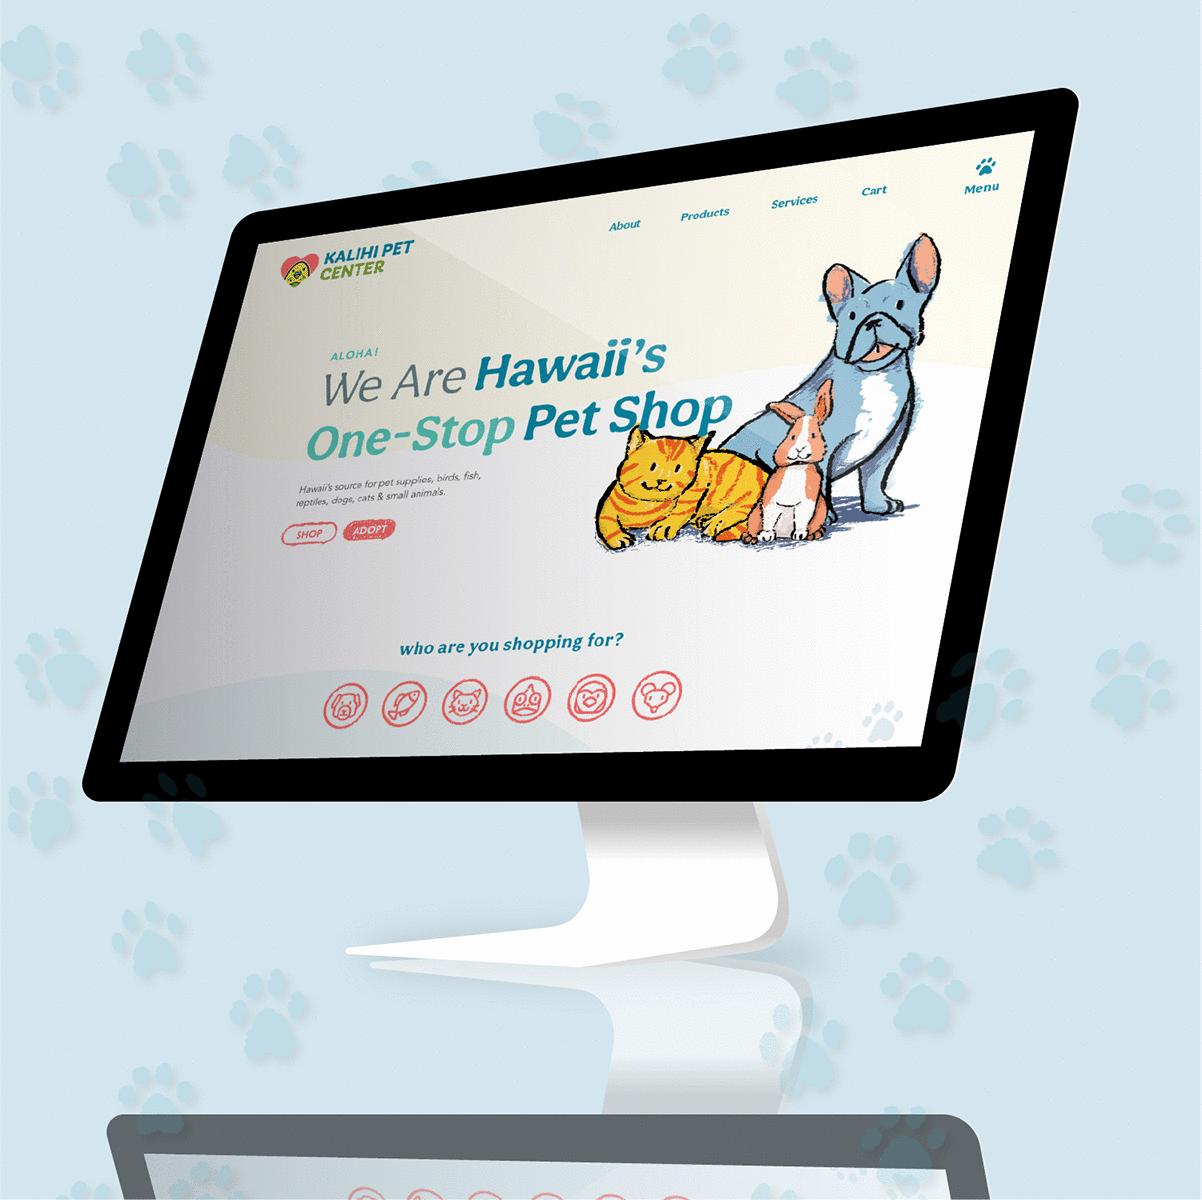 About
Products
Services
Cart
Menu
KALIHI PET
CENTER
ALOHA!
We Are Hawaii's
One-Stop Pet Shop
Hawaii's source for pet supplies, birds, fish,
reptiles, dogs, cats & small animals.
SHOP
ADOPT
who are you shopping for?